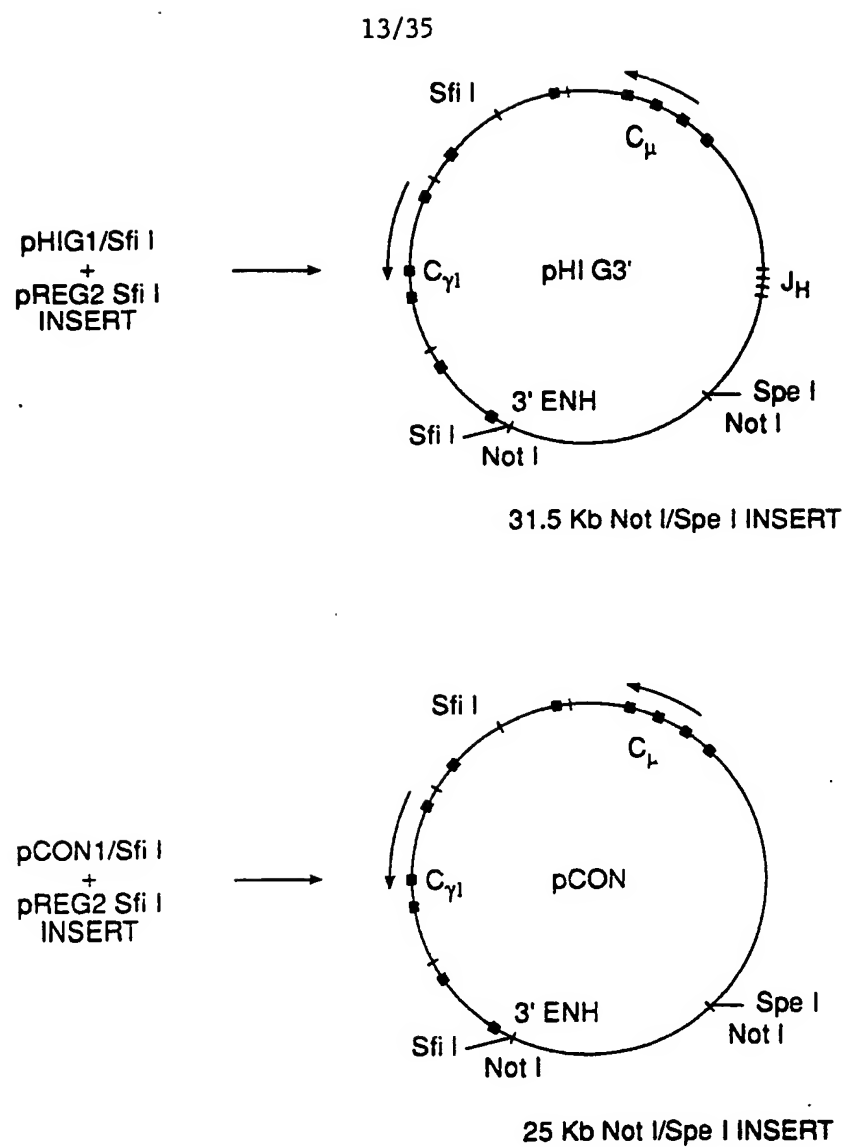 13/35
Sfi I
Cμ
pHIG1/Sfi I
+
pREG2 Sfi I
INSERT
Cγ1
pHI G3'
JH
3' ENH
Spe I
Sfi I
Not I
Not I
31.5 Kb Not I/Spe I INSERT
Sfi I
Cμ
pCON1/Sfi I
+
pREG2 Sfi I
INSERT
Cγ1
pCON
3' ENH
Spe I
Sfi I
Not I
Not I
25 Kb Not I/Spe I INSERT